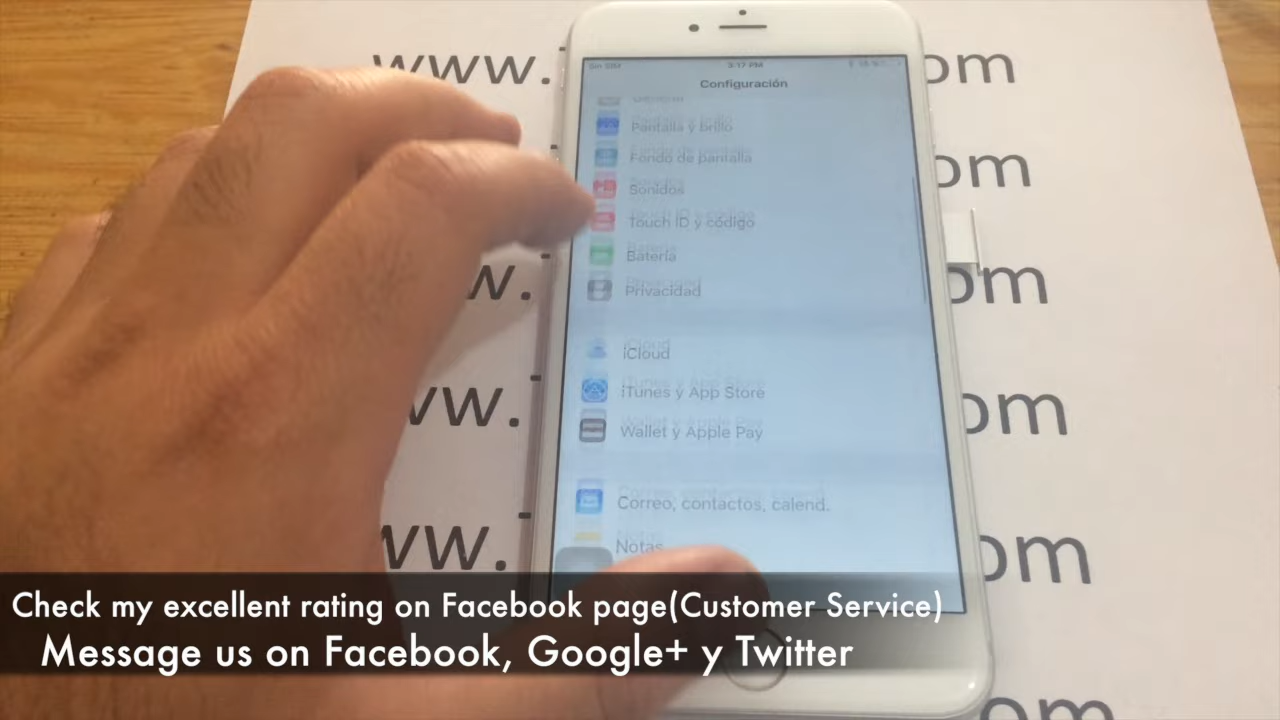 www. om
Sin SIM 3:17 PM
Configuración
Pantalla y brillo
om
Fondo de pantalla
Sonidos
Touch ID y código
Batería
w. om
Privacidad
iCloud
iTunes y App Store
ww. om
Wallet y Apple Pay
Correo, contactos, calend.
Notas
ww. om
Check my excellent rating on Facebook page(Customer Service)
Message us on Facebook, Google+ y Twitter
om